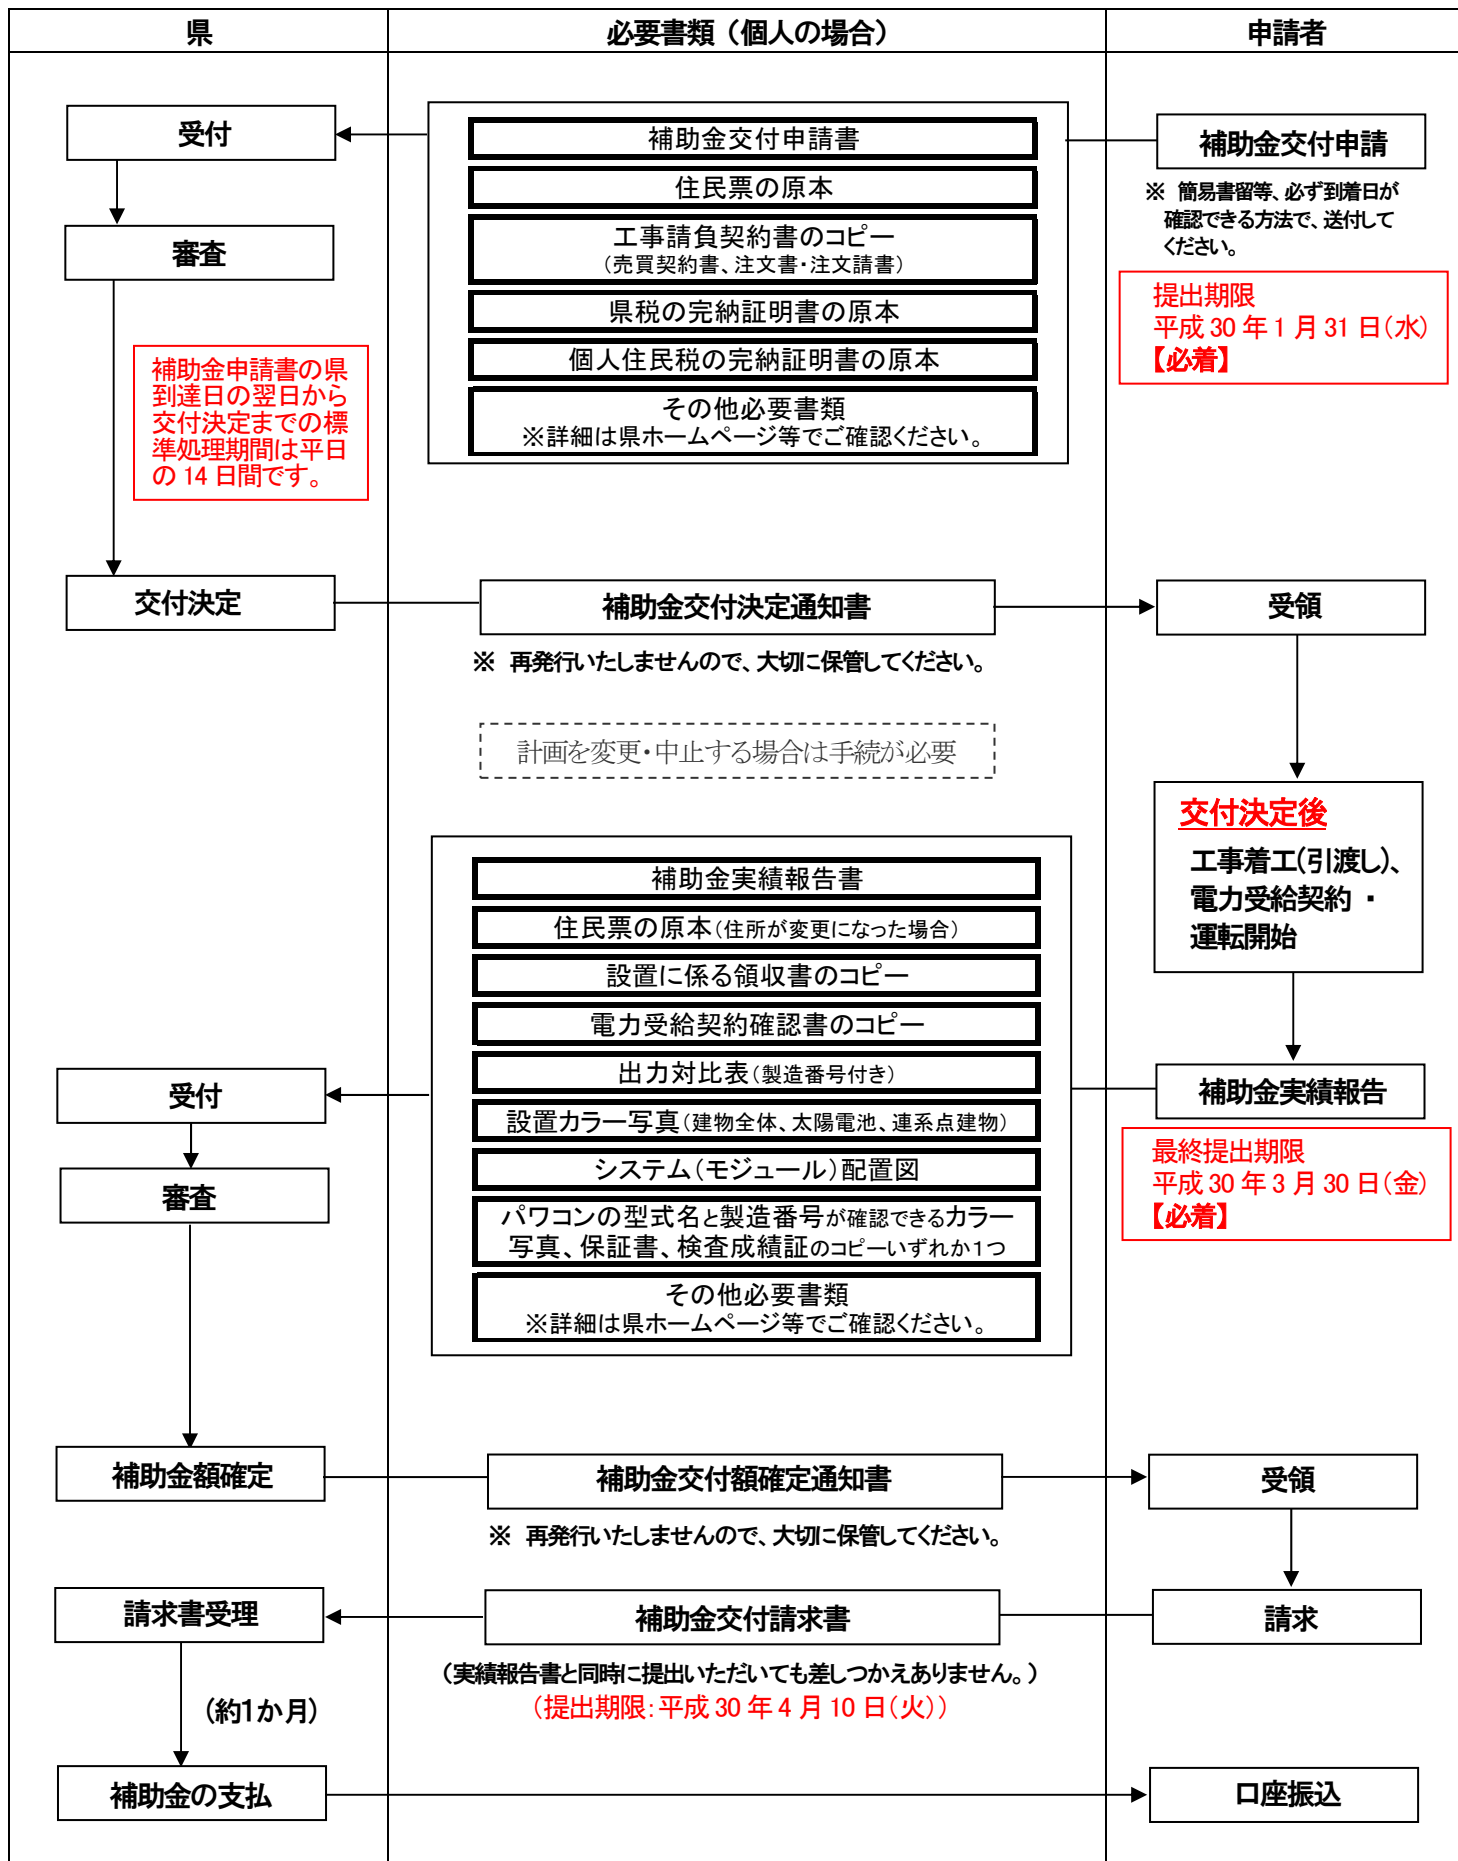 県
必要書類（個人の場合）
申請者
受付
補助金交付申請書
補助金交付申請
住民票の原本
※ 簡易書留等、必ず到着日が
確認できる方法で、送付して
ください。
審査
工事請負契約書のコピー
（売買契約書、注文書・注文請書）
県税の完納証明書の原本
提出期限
平成 30 年 1 月 31 日（水）
【必着】
個人住民税の完納証明書の原本
補助金申請書の県
到達日の翌日から
交付決定までの標
準処理期間は平日
の 14 日間です。
その他必要書類
※詳細は県ホームページ等でご確認ください。
交付決定
補助金交付決定通知書
受領
※ 再発行いたしませんので、大切に保管してください。
計画を変更・中止する場合は手続が必要
交付決定後
工事着工(引渡し)、
電力受給契約 ・
運転開始
補助金実績報告書
住民票の原本（住所が変更になった場合）
設置に係る領収書のコピー
電力受給契約確認書のコピー
出力対比表（製造番号付き）
受付
補助金実績報告
設置カラー写真（建物全体、太陽電池、連系点建物）
システム（モジュール）配置図
最終提出期限
平成 30 年 3 月 30 日（金）
【必着】
審査
パワコンの型式名と製造番号が確認できるカラー
写真、保証書、検査成績証のコピーいずれか１つ
その他必要書類
※詳細は県ホームページ等でご確認ください。
補助金額確定
補助金交付額確定通知書
受領
※ 再発行いたしませんので、大切に保管してください。
請求書受理
補助金交付請求書
請求
（実績報告書と同時に提出いただいても差しつかえありません。）
（提出期限：平成 30 年 4 月 10 日（火））
（約１か月）
補助金の支払
口座振込